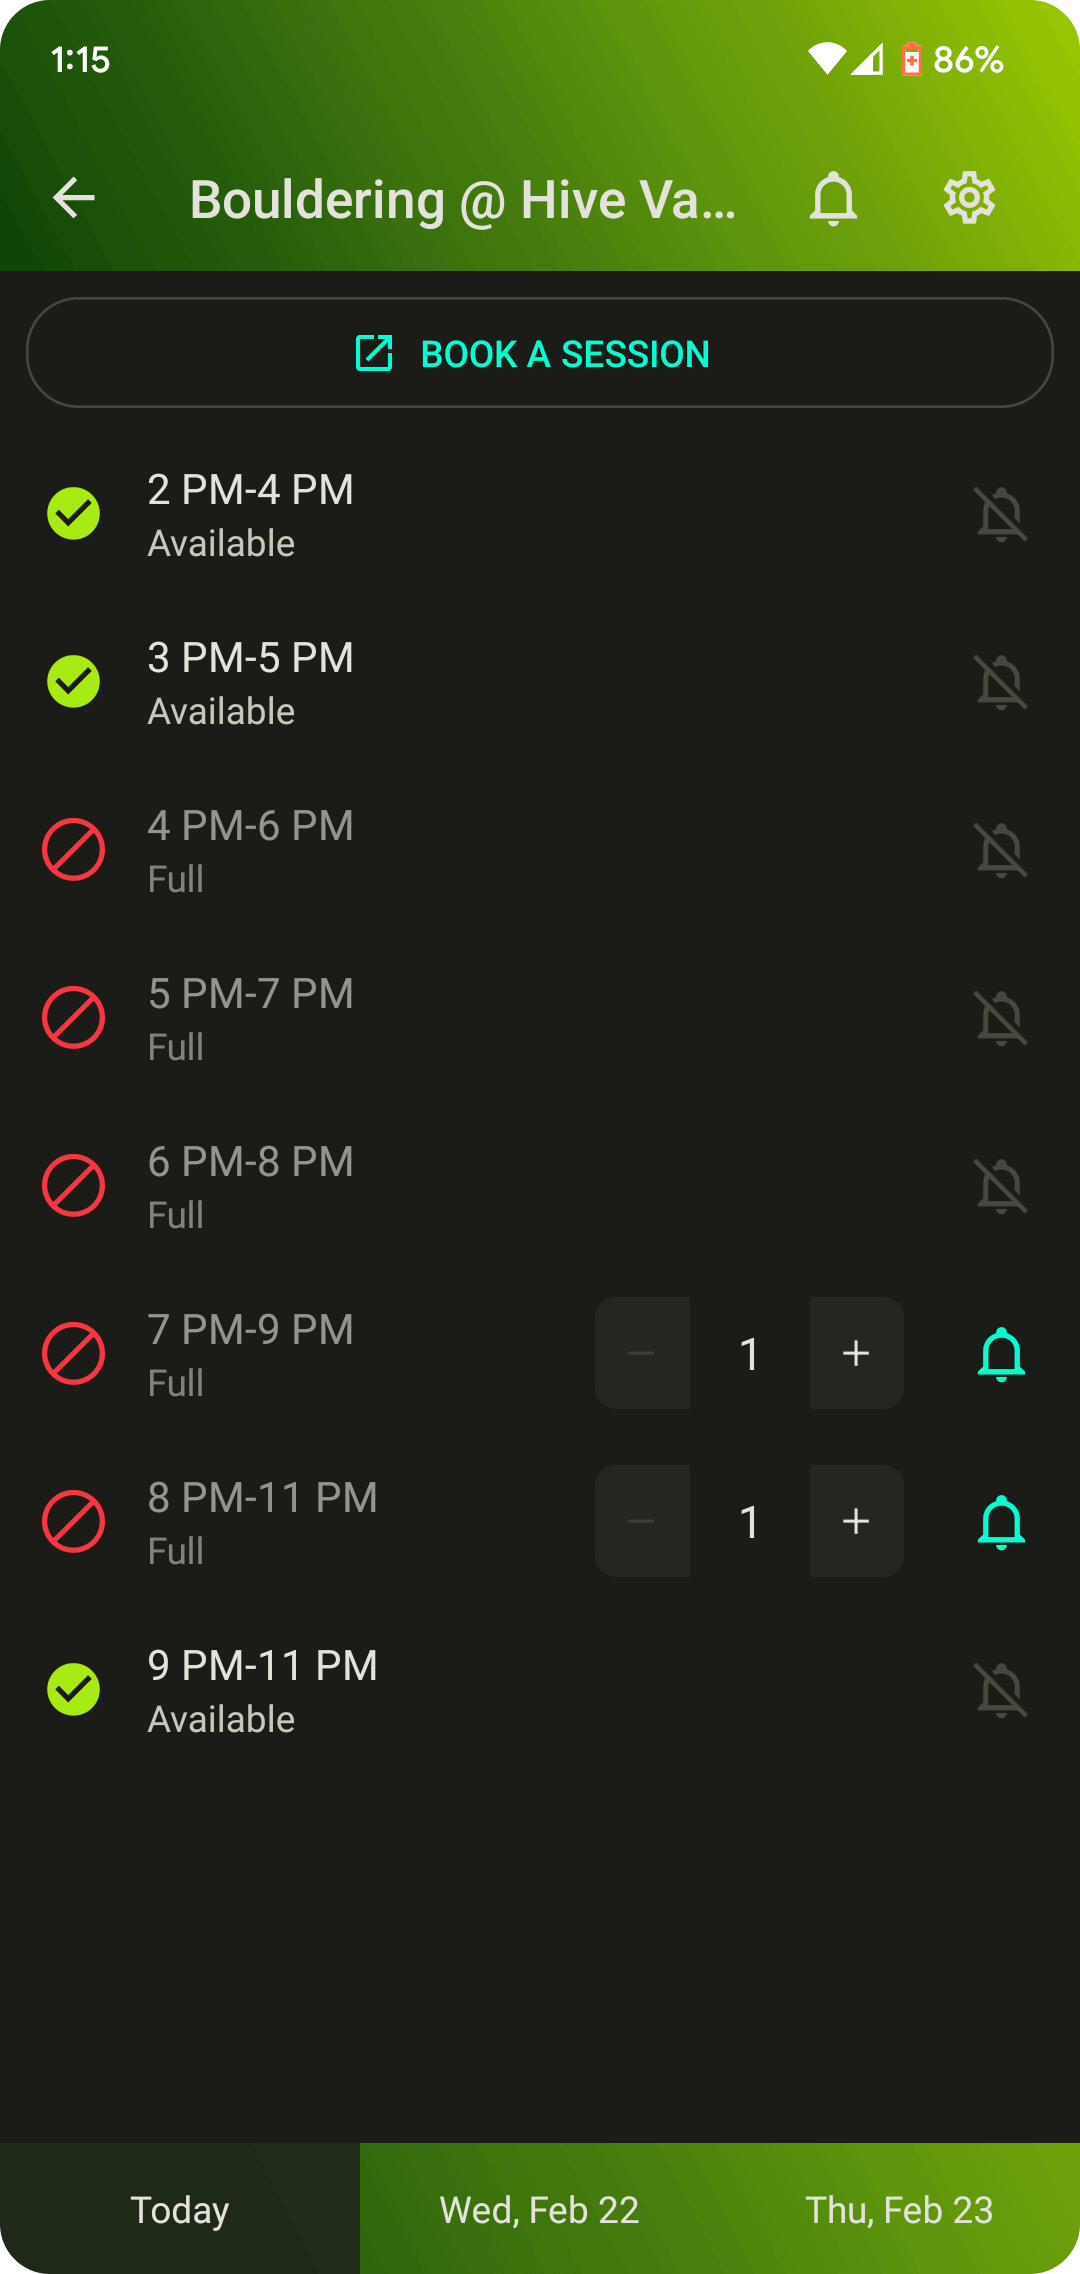 1:15 86%
Bouldering @ Hive Va...
BOOK A SESSION
2 PM-4 PM
Available
3 PM-5 PM
Available
4 PM-6 PM
Full
5 PM-7 PM
Full
6 PM-8 PM
Full
7 PM-9 PM
Full
− 1 +
8 PM-11 PM
Full
− 1 +
9 PM-11 PM
Available
Today Wed, Feb 22 Thu, Feb 23